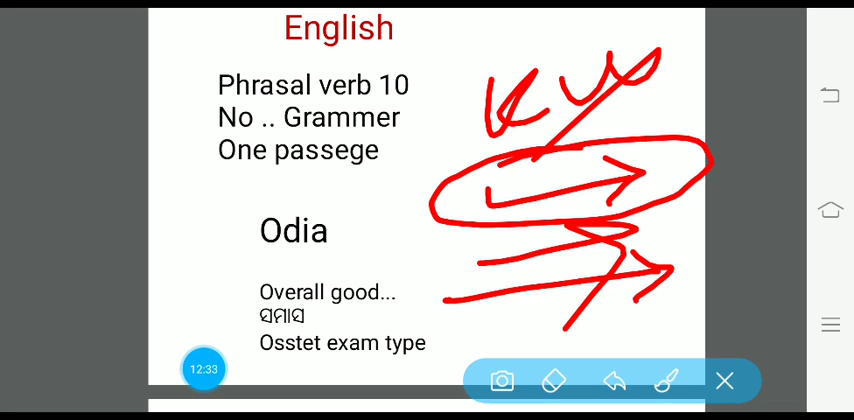 English
Phrasal verb 10
No .. Grammer
One passege
Odia
Overall good...
ସମାସ
Osstet exam type
12:33